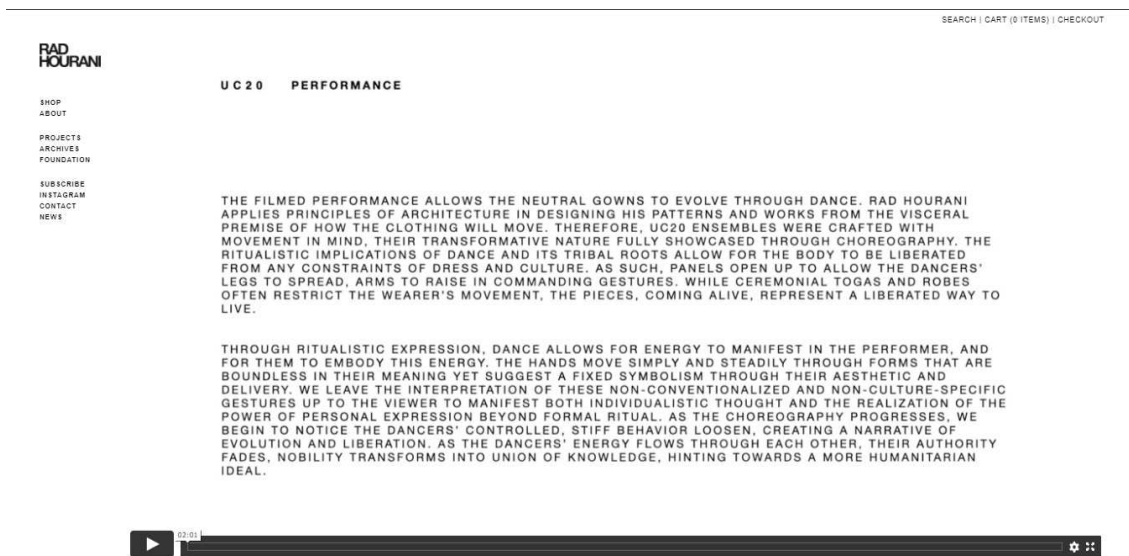 SEARCH | CART (0 ITEMS) | CHECKOUT
RAD
HOURANI
SHOP
ABOUT
PROJECTS
ARCHIVES
FOUNDATION
SUBSCRIBE
INSTAGRAM
CONTACT
NEWS
UC20 PERFORMANCE
THE FILMED PERFORMANCE ALLOWS THE NEUTRAL GOWNS TO EVOLVE THROUGH DANCE. RAD HOURANI
APPLIES PRINCIPLES OF ARCHITECTURE IN DESIGNING HIS PATTERNS AND WORKS FROM THE VISCERAL
PREMISE OF HOW THE CLOTHING WILL MOVE. THEREFORE, UC20 ENSEMBLES WERE CRAFTED WITH
MOVEMENT IN MIND, THEIR TRANSFORMATIVE NATURE FULLY SHOWCASED THROUGH CHOREOGRAPHY. THE
RITUALISTIC IMPLICATIONS OF DANCE AND ITS TRIBAL ROOTS ALLOW FOR THE BODY TO BE LIBERATED
FROM ANY CONSTRAINTS OF DRESS AND CULTURE. AS SUCH, PANELS OPEN UP TO ALLOW THE DANCERS'
LEGS TO SPREAD, ARMS TO RAISE IN COMMANDING GESTURES. WHILE CEREMONIAL TOGAS AND ROBES
OFTEN RESTRICT THE WEARER'S MOVEMENT, THE PIECES, COMING ALIVE, REPRESENT A LIBERATED WAY TO
LIVE.
THROUGH RITUALISTIC EXPRESSION, DANCE ALLOWS FOR ENERGY TO MANIFEST IN THE PERFORMER, AND
FOR THEM TO EMBODY THIS ENERGY. THE HANDS MOVE SIMPLY AND STEADILY THROUGH FORMS THAT ARE
BOUNDLESS IN THEIR MEANING YET SUGGEST A FIXED SYMBOLISM THROUGH THEIR AESTHETIC AND
DELIVERY. WE LEAVE THE INTERPRETATION OF THESE NON-CONVENTIONALIZED AND NON-CULTURE-SPECIFIC
GESTURES UP TO THE VIEWER TO MANIFEST BOTH INDIVIDUALISTIC THOUGHT AND THE REALIZATION OF THE
POWER OF PERSONAL EXPRESSION BEYOND FORMAL RITUAL. AS THE CHOREOGRAPHY PROGRESSES, WE
BEGIN TO NOTICE THE DANCERS' CONTROLLED, STIFF BEHAVIOR LOOSEN, CREATING A NARRATIVE OF
EVOLUTION AND LIBERATION. AS THE DANCERS' ENERGY FLOWS THROUGH EACH OTHER, THEIR AUTHORITY
FADES, NOBILITY TRANSFORMS INTO UNION OF KNOWLEDGE, HINTING TOWARDS A MORE HUMANITARIAN
IDEAL.
02:01